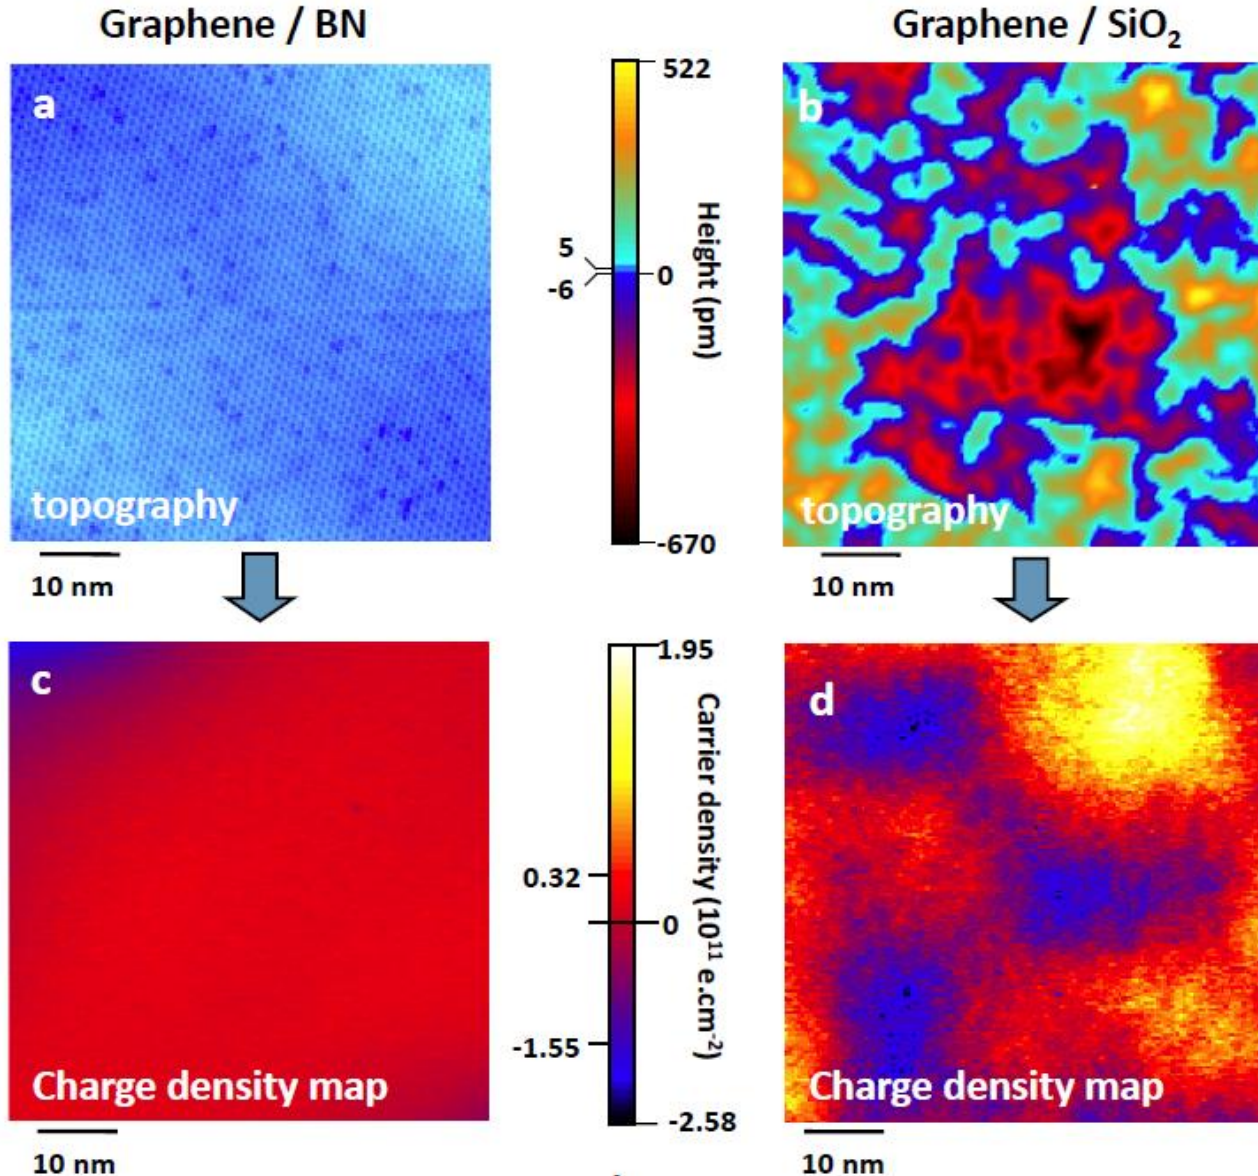 Graphene / BN
Graphene / SiO₂
a
522
b
5
0
-6
Height (pm)
topography
-670
topography
10 nm
10 nm
c
1.95
d
Carrier density (10¹¹ e.cm⁻²)
0.32
0
-1.55
Charge density map
-2.58
Charge density map
10 nm
10 nm